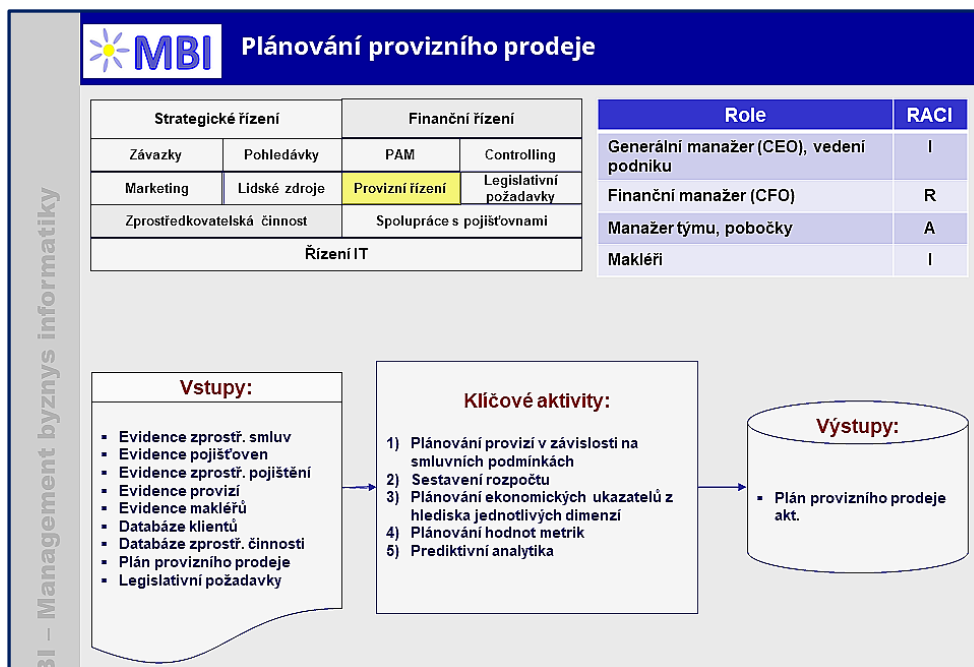 MBI
Plánování provizního prodeje
Strategické řízení
Finanční řízení
Závazky
Pohledávky
PAM
Controlling
Marketing
Lidské zdroje
Provizní řízení
Legislativní
požadavky
Zprostředkovatelská činnost
Spolupráce s pojišťovnami
Řízení IT
Role
RACI
Generální manažer (CEO), vedení
podniku
I
Finanční manažer (CFO)
R
Manažer týmu, pobočky
A
Makléři
I
BI – Management byznys informatiky
Vstupy:
▪ Evidence zprostř. smluv
▪ Evidence pojišťoven
▪ Evidence zprostř. pojištění
▪ Evidence provizí
▪ Evidence makléřů
▪ Databáze klientů
▪ Databáze zprostř. činnosti
▪ Plán provizního prodeje
▪ Legislativní požadavky
Klíčové aktivity:
1) Plánování provizí v závislosti na
smluvních podmínkách
2) Sestavení rozpočtu
3) Plánování ekonomických ukazatelů z
hlediska jednotlivých dimenzí
4) Plánování hodnot metrik
5) Prediktivní analytika
Výstupy:
▪ Plán provizního prodeje
akt.